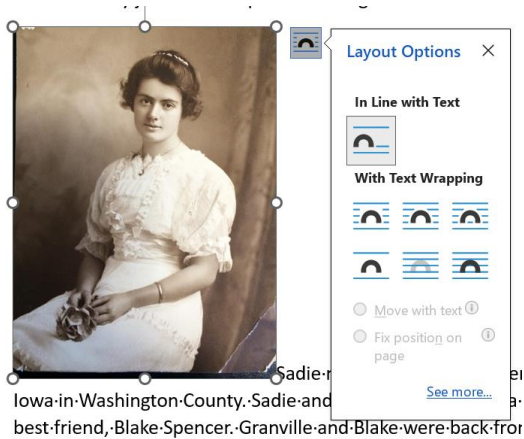 Layout Options
In Line with Text
With Text Wrapping
Move with text
Fix position on
page
See more...
Sadie
Iowa·in·Washington·County.·Sadie·and
best·friend,·Blake·Spencer.·Granville·and·Blake·were·back·from